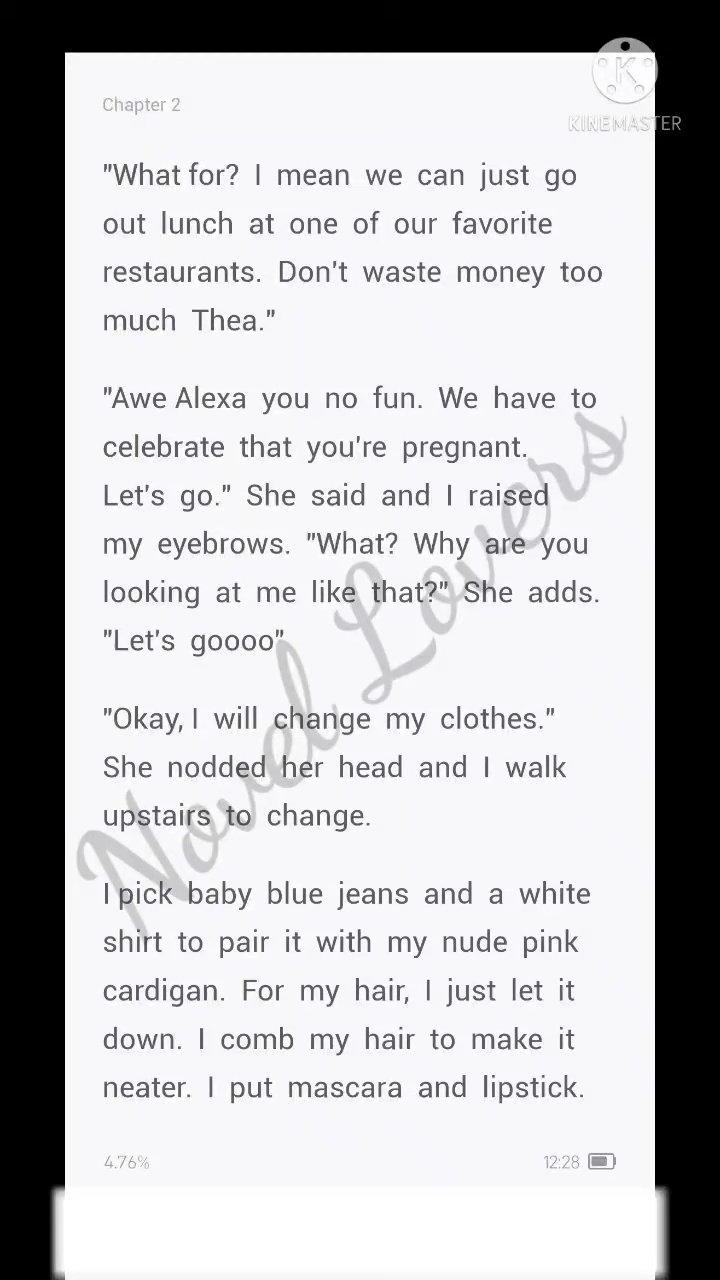 KINEMASTER
Chapter 2
"What for? I mean we can just go
out lunch at one of our favorite
restaurants. Don't waste money too
much Thea."
"Awe Alexa you no fun. We have to
celebrate that you're pregnant.
Let's go." She said and I raised
my eyebrows. "What? Why are you
looking at me like that?" She adds.
"Let's goooo"
"Okay, I will change my clothes."
She nodded her head and I walk
upstairs to change.
I pick baby blue jeans and a white
shirt to pair it with my nude pink
cardigan. For my hair, I just let it
down. I comb my hair to make it
neater. I put mascara and lipstick.
Novel Lovers
4.76%
12:28